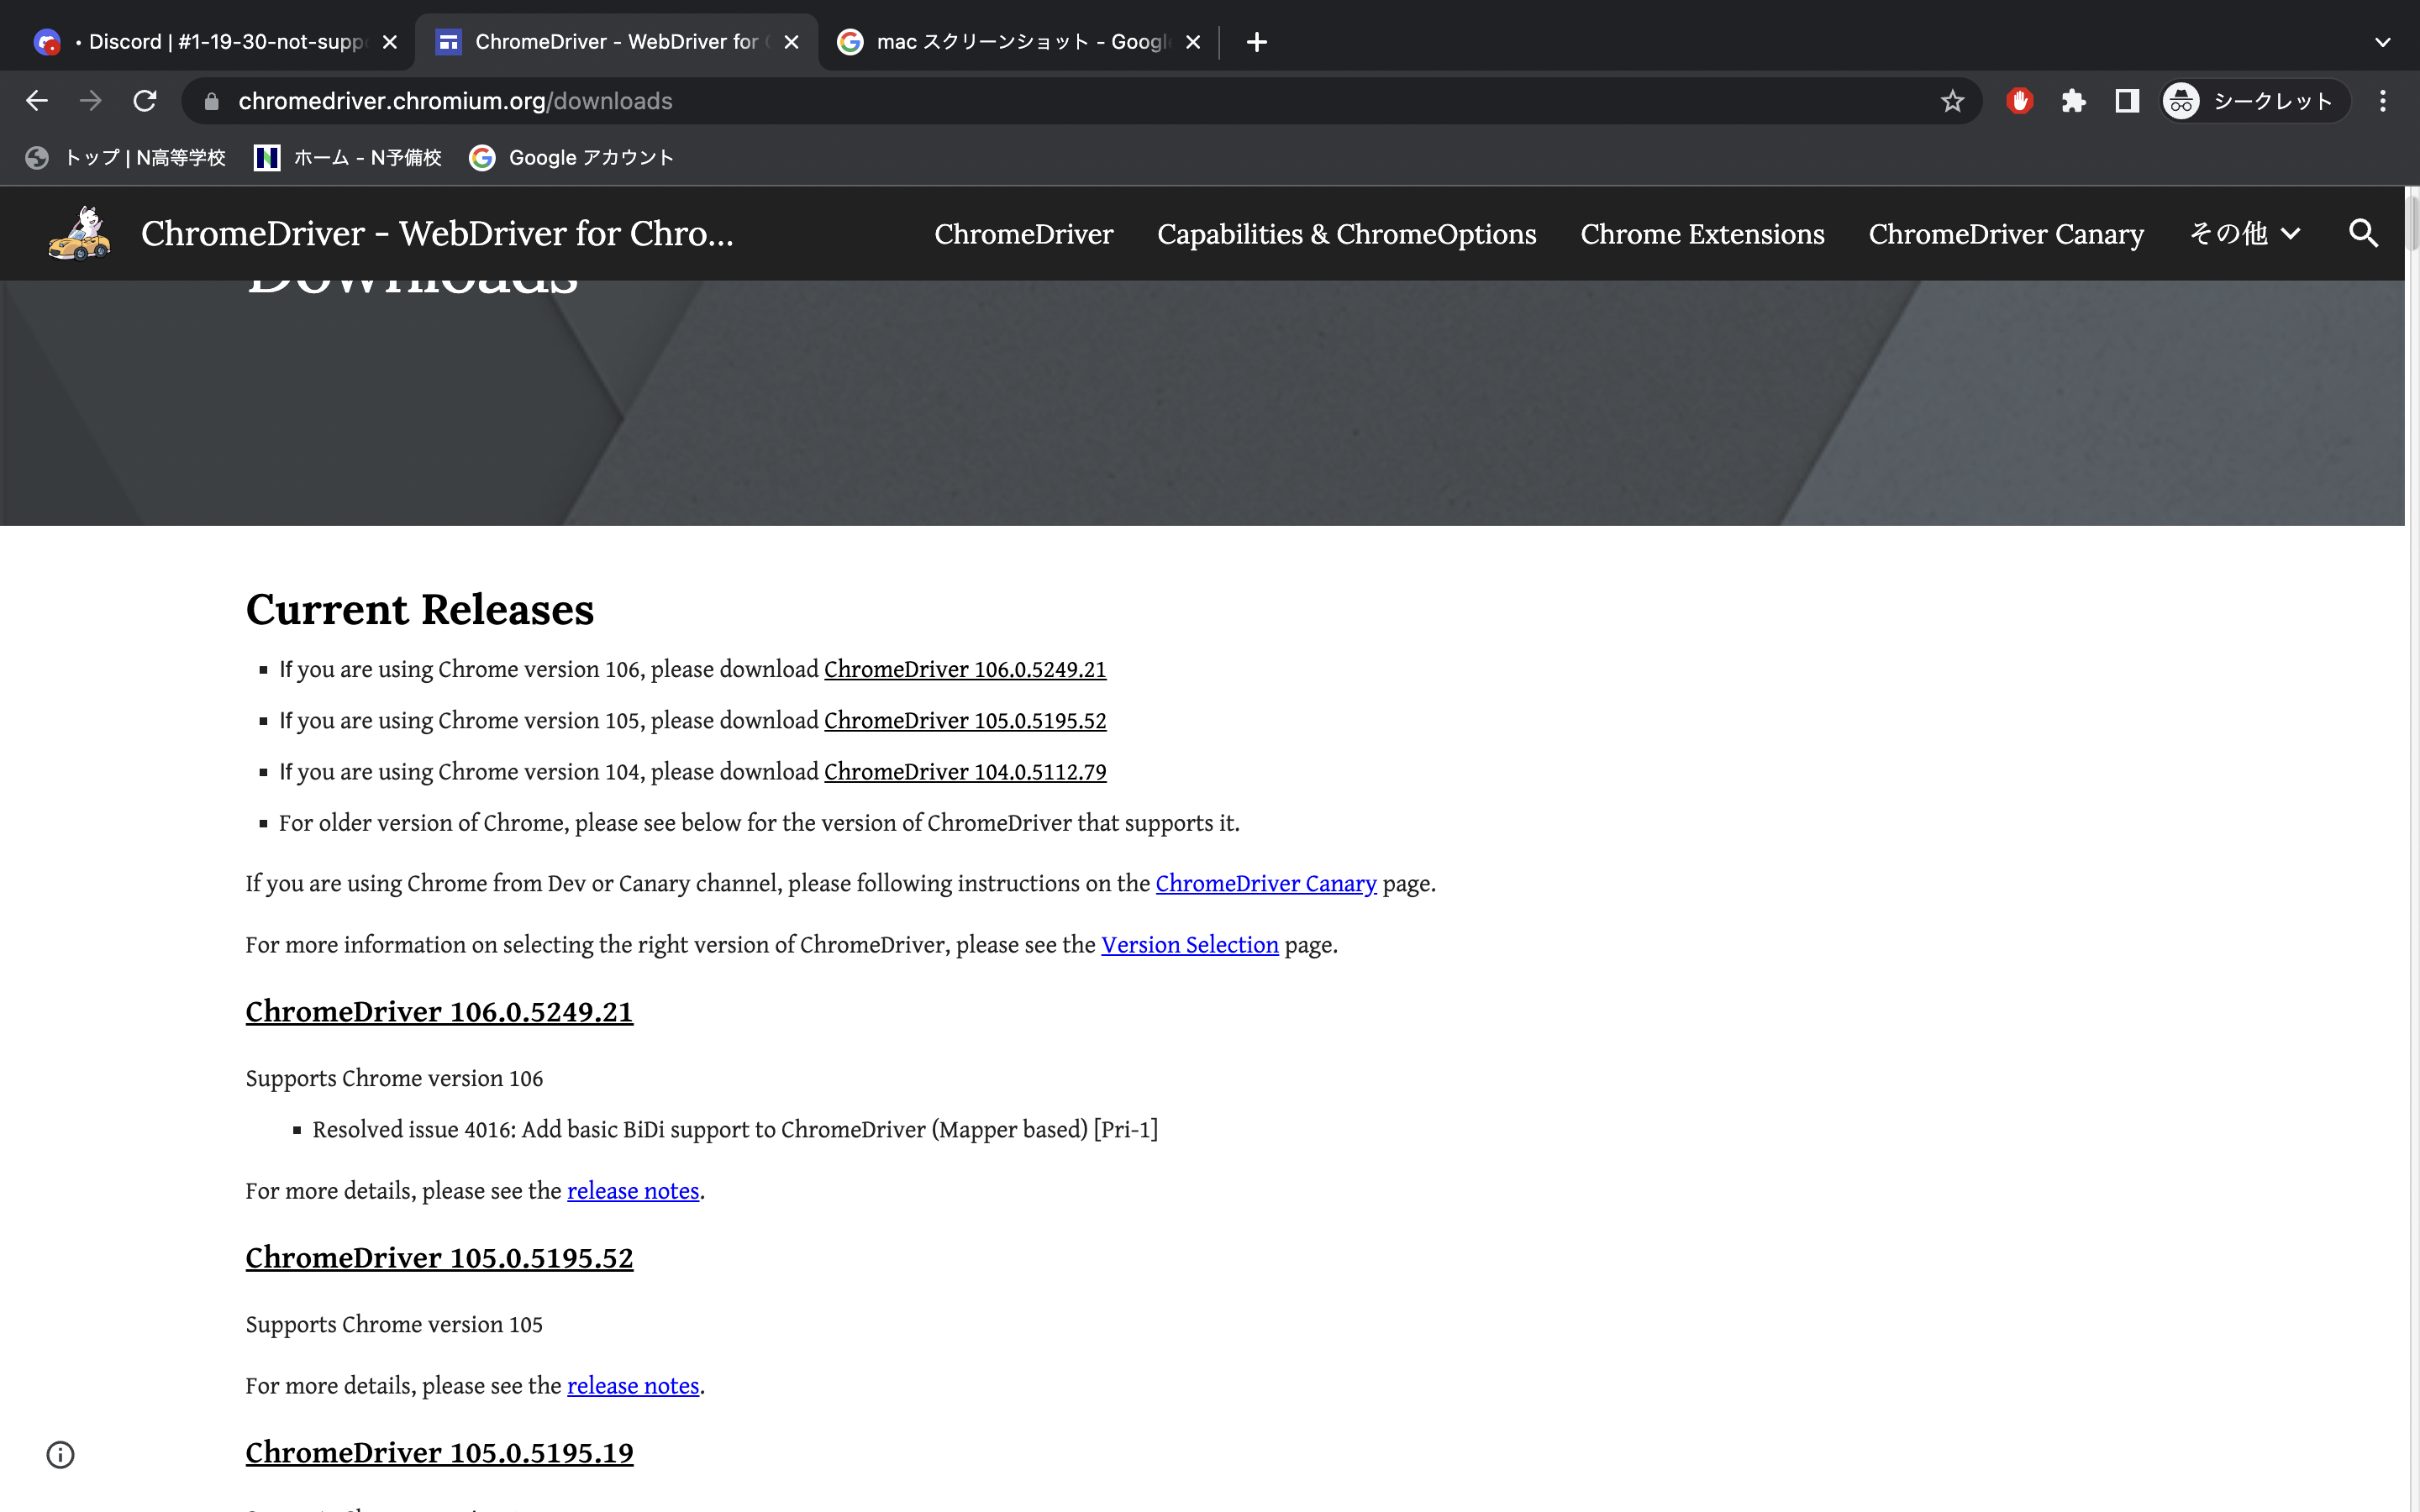 • Discord | #1-19-30-not-supp
ChromeDriver - WebDriver for
mac スクリーンショット - Google
chromedriver.chromium.org/downloads
シークレット
トップ | N高等学校
ホーム - N予備校
Google アカウント
ChromeDriver - WebDriver for Chro...
ChromeDriver
Capabilities & ChromeOptions
Chrome Extensions
ChromeDriver Canary
その他
Downloads
Current Releases
If you are using Chrome version 106, please download ChromeDriver 106.0.5249.21
If you are using Chrome version 105, please download ChromeDriver 105.0.5195.52
If you are using Chrome version 104, please download ChromeDriver 104.0.5112.79
For older version of Chrome, please see below for the version of ChromeDriver that supports it.
If you are using Chrome from Dev or Canary channel, please following instructions on the ChromeDriver Canary page.
For more information on selecting the right version of ChromeDriver, please see the Version Selection page.
ChromeDriver 106.0.5249.21
Supports Chrome version 106
Resolved issue 4016: Add basic BiDi support to ChromeDriver (Mapper based) [Pri-1]
For more details, please see the release notes.
ChromeDriver 105.0.5195.52
Supports Chrome version 105
For more details, please see the release notes.
ChromeDriver 105.0.5195.19